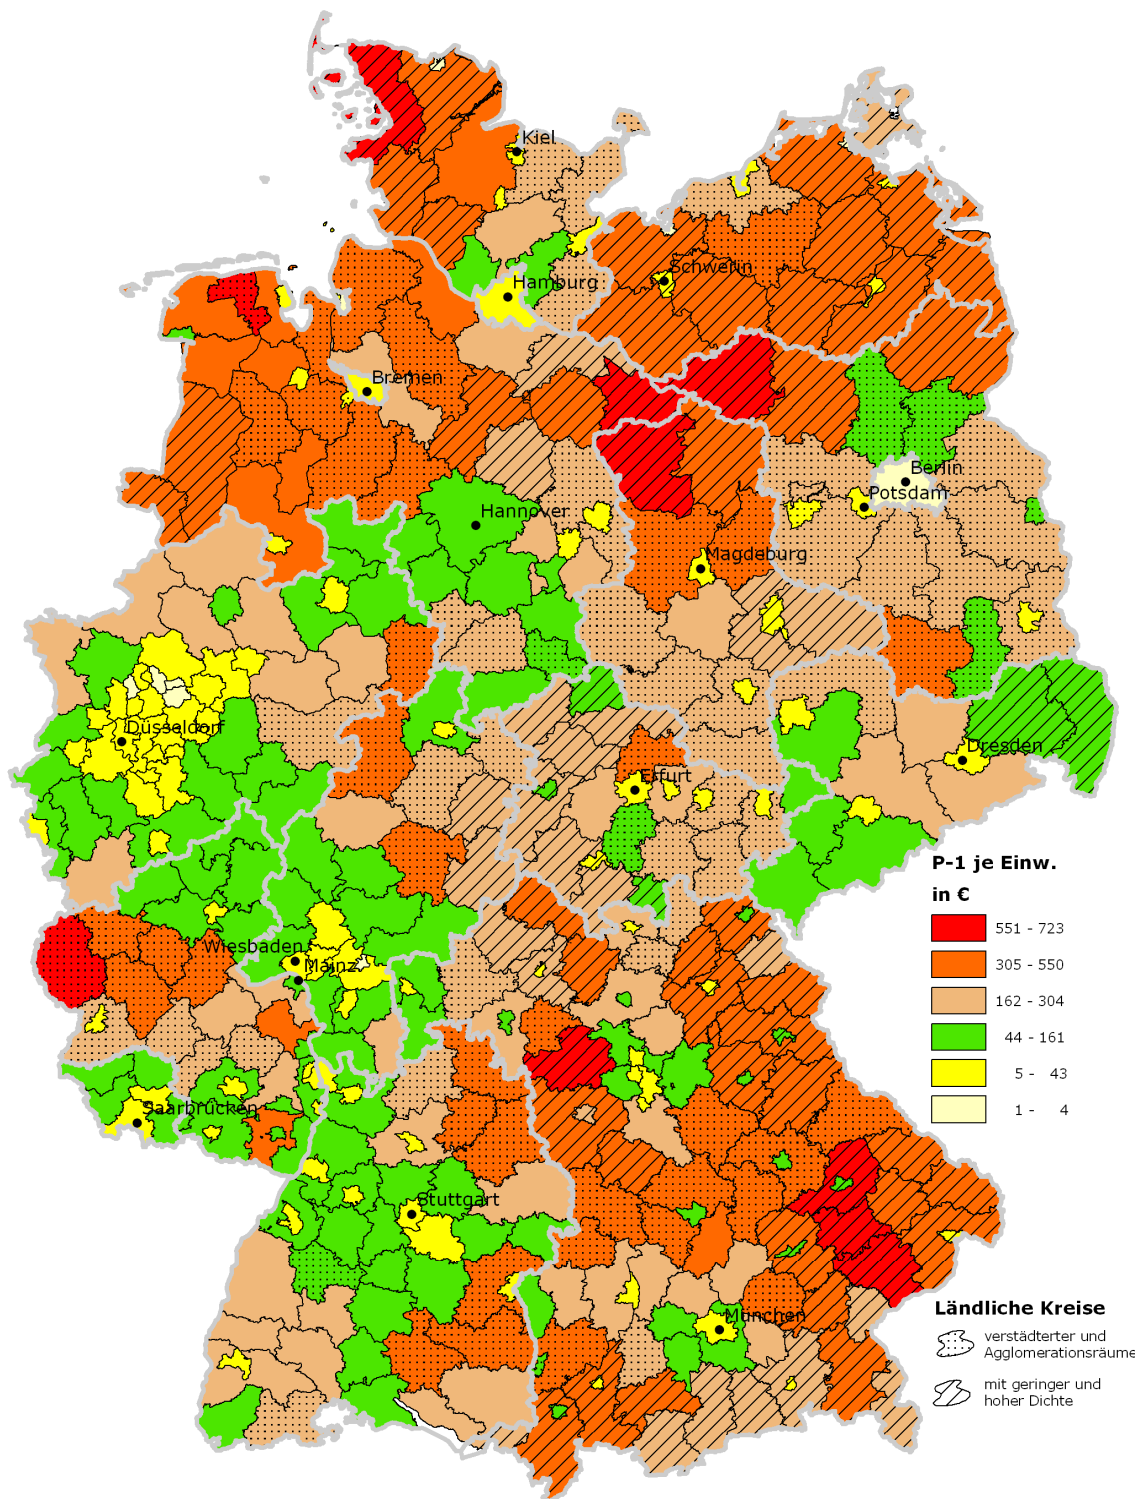 Kiel
Schwerin
Hamburg
Bremen
Berlin
Potsdam
Hannover
Magdeburg
Düsseldorf
Dresden
Erfurt
P-1 je Einw.
in €
551 - 723
305 - 550
162 - 304
44 - 161
5 - 43
1 - 4
Wiesbaden
Mainz
Saarbrücken
Stuttgart
München
Ländliche Kreise
verstädterter und
Agglomerationsräume
mit geringer und
hoher Dichte